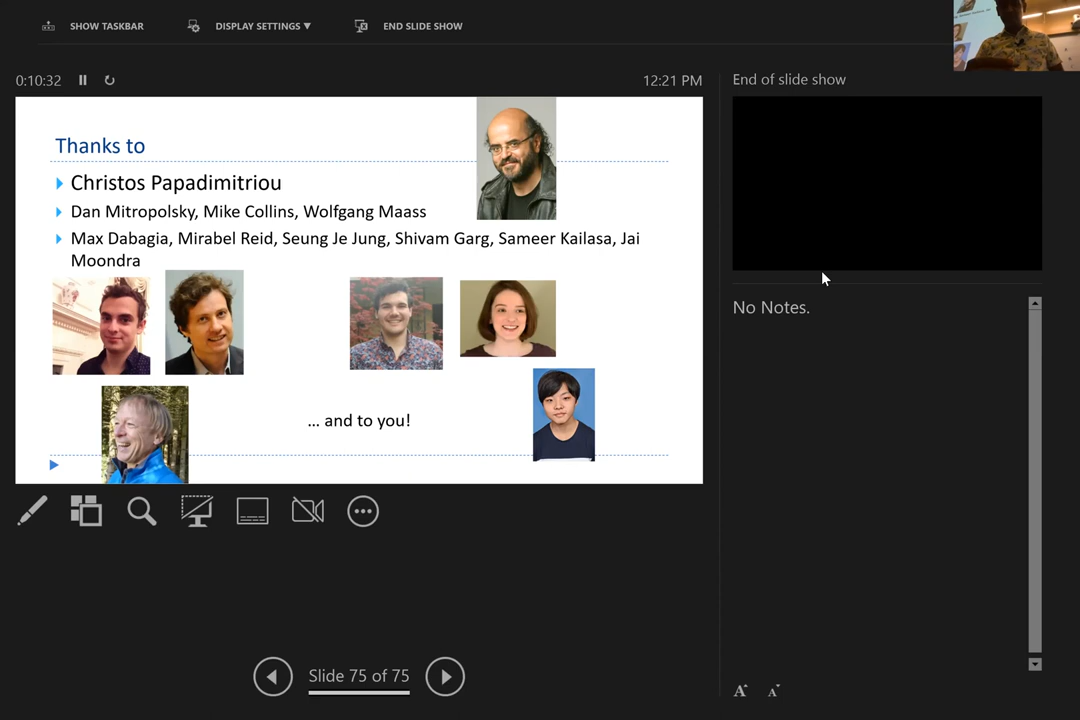 SHOW TASKBAR
DISPLAY SETTINGS ▼
END SLIDE SHOW
0:10:32
12:21 PM
End of slide show
Thanks to
Christos Papadimitriou
Dan Mitropolsky, Mike Collins, Wolfgang Maass
Max Dabagia, Mirabel Reid, Seung Je Jung, Shivam Garg, Sameer Kailasa, Jai
Moondra
... and to you!
No Notes.
Slide 75 of 75
A A